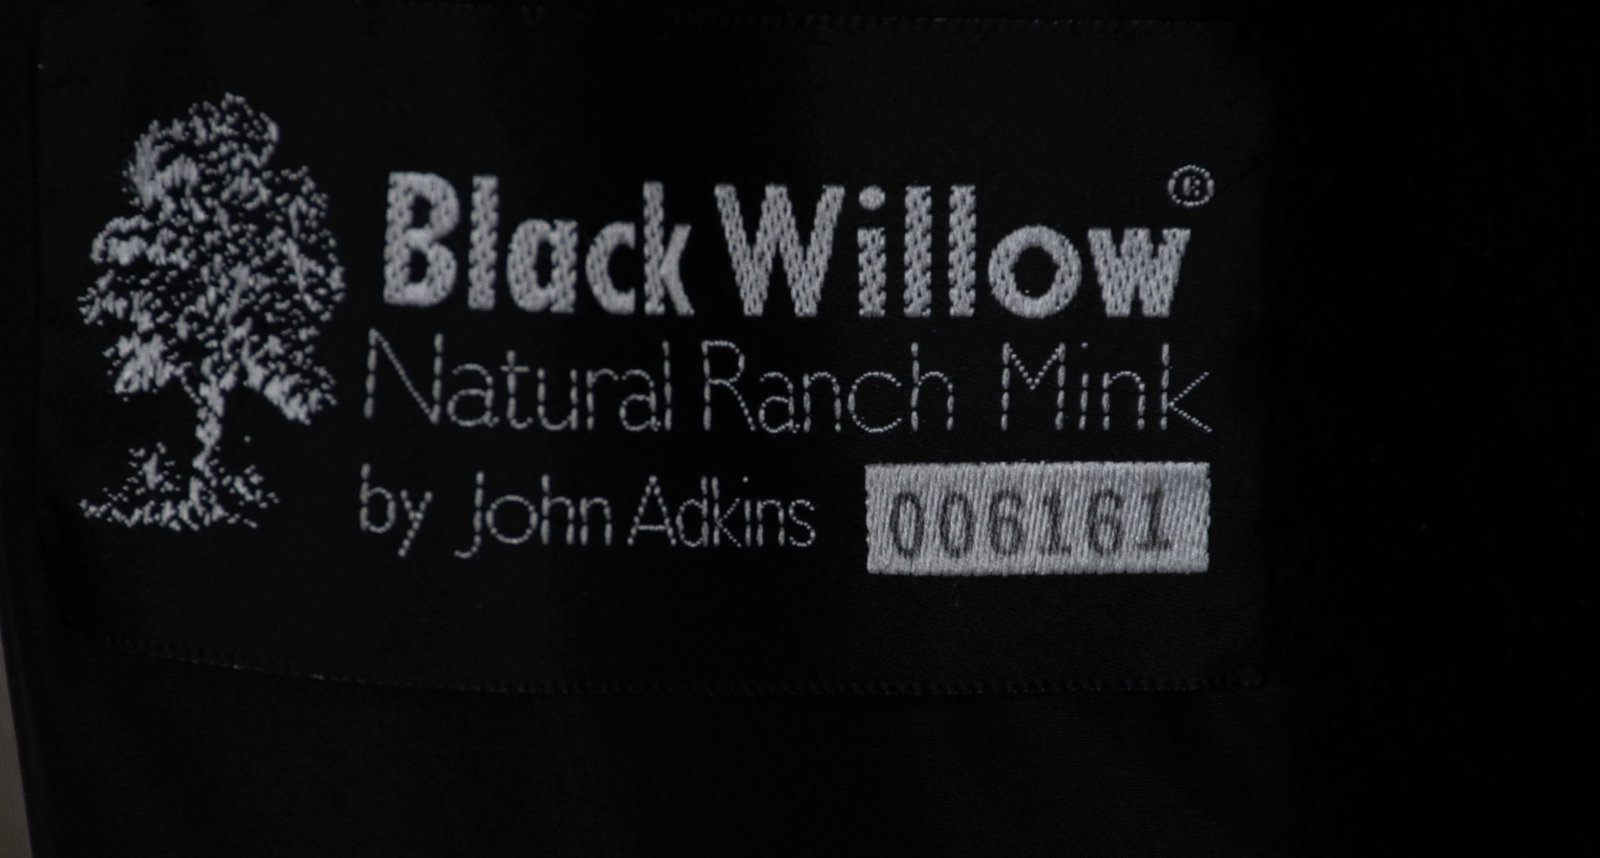 Black Willow ®
Natural Ranch Mink
by John Adkins 006161